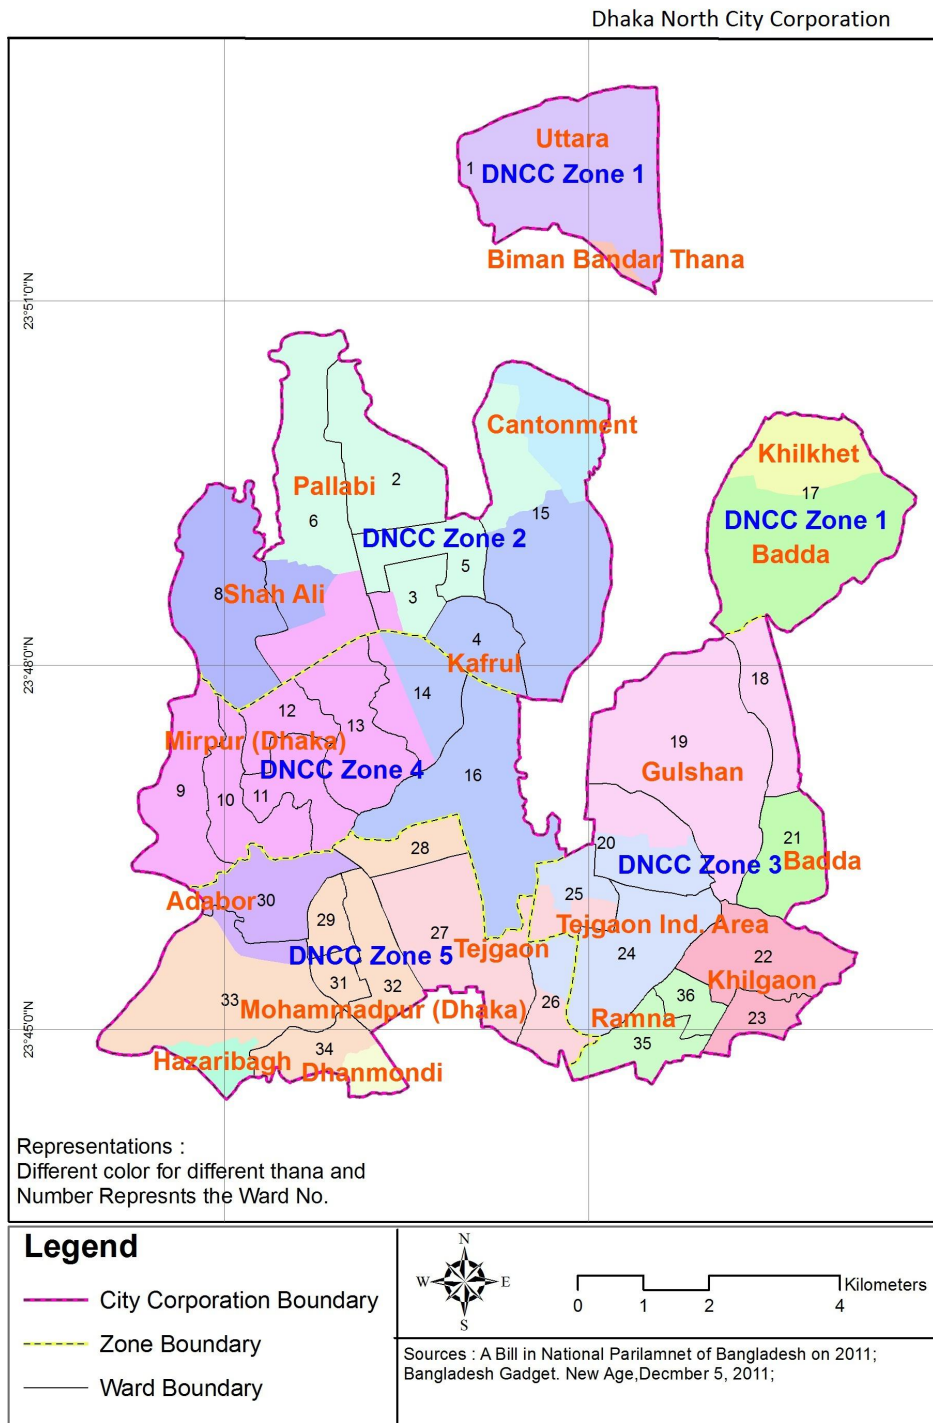 Dhaka North City Corporation
Uttara
1
DNCC Zone 1
Biman Bandar Thana
23°51'0"N
Cantonment
Khilkhet
2
Pallabi
17
6
15
DNCC Zone 1
DNCC Zone 2
Badda
5
8
Shah Ali
3
4
Kafrul
23°48'0"N
18
14
12
13
Mirpur (Dhaka)
19
DNCC Zone 4
Gulshan
16
9
10
11
21
20
28
DNCC Zone 3
Badda
Adabor
30
25
29
Tejgaon Ind. Area
27
Tejgaon
24
DNCC Zone 5
22
31
32
Khilgaon
33
26
36
Mohammadpur (Dhaka)
Ramna
23
23°45'0"N
34
35
Hazaribagh
Dhanmondi
Representations :
Different color for different thana and
Number Represnts the Ward No.
Legend
City Corporation Boundary
Zone Boundary
Ward Boundary
N
W
E
S
Kilometers
0 1 2 4
Sources : A Bill in National Parilamnet of Bangladesh on 2011;
Bangladesh Gadget. New Age,Decmber 5, 2011;